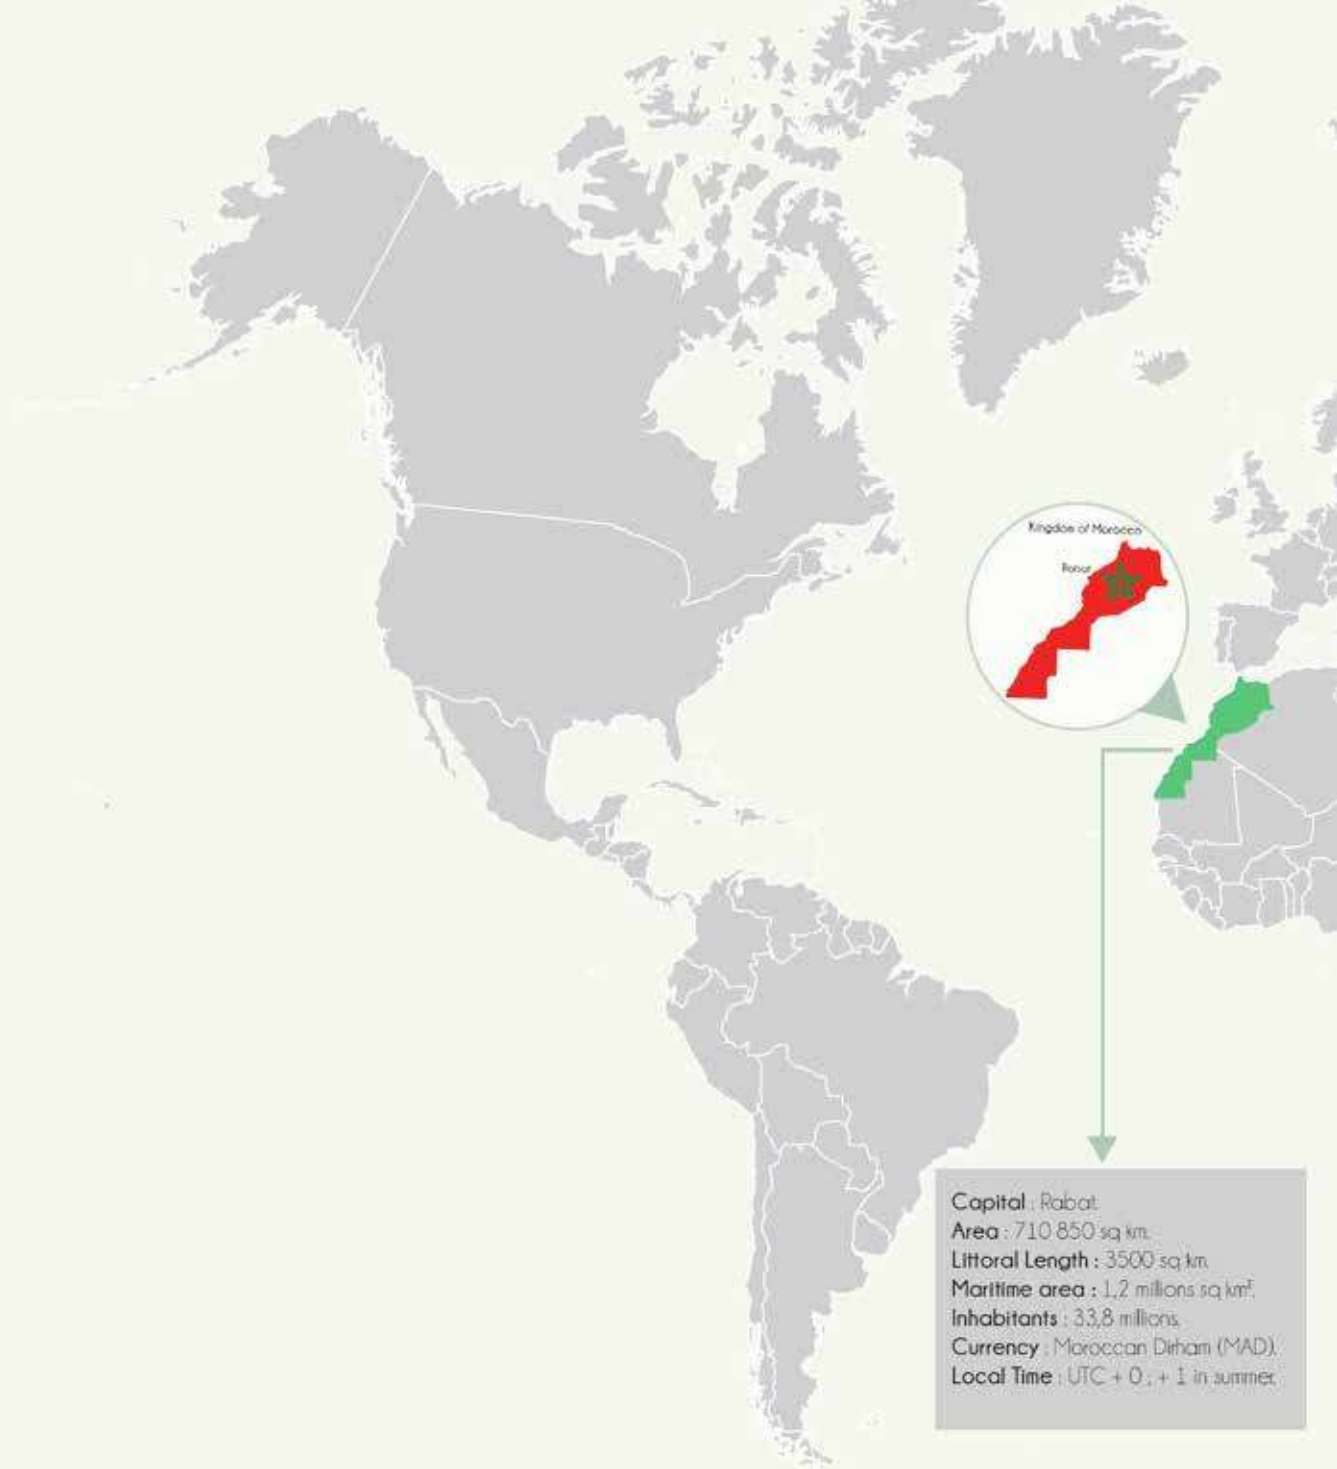 Kingdom of Morocco
Rabat
Capital : Rabat.
Area : 710 850 sq km.
Littoral Length : 3500 sq km.
Maritime area : 1,2 millions sq km².
Inhabitants : 33,8 millions.
Currency : Moroccan Dirham (MAD).
Local Time : UTC + 0 ; + 1 in summer.